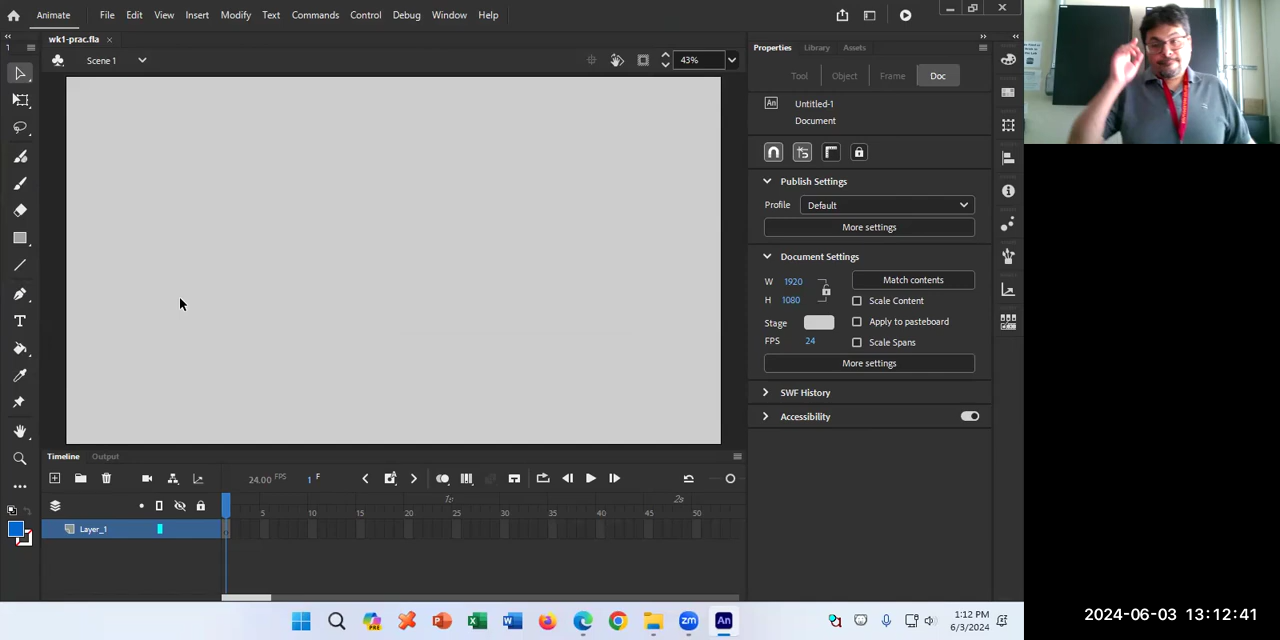 Animate File Edit View Insert Modify Text Commands Control Debug Window Help
wk1-prac.fla ×
1
Scene 1
43%
Properties Library Assets
Tool Object Frame Doc
An Untitled-1
Document
Publish Settings
Profile Default
More settings
Document Settings
W 1920
H 1080
Match contents
Scale Content
Stage
Apply to pasteboard
FPS 24
Scale Spans
More settings
SWF History
Accessibility
Timeline Output
24.00 FPS 1 F
1s 2s
5 10 15 20 25 30 35 40 45 50
Layer_1
1:12 PM
6/3/2024
2024-06-03 13:12:41